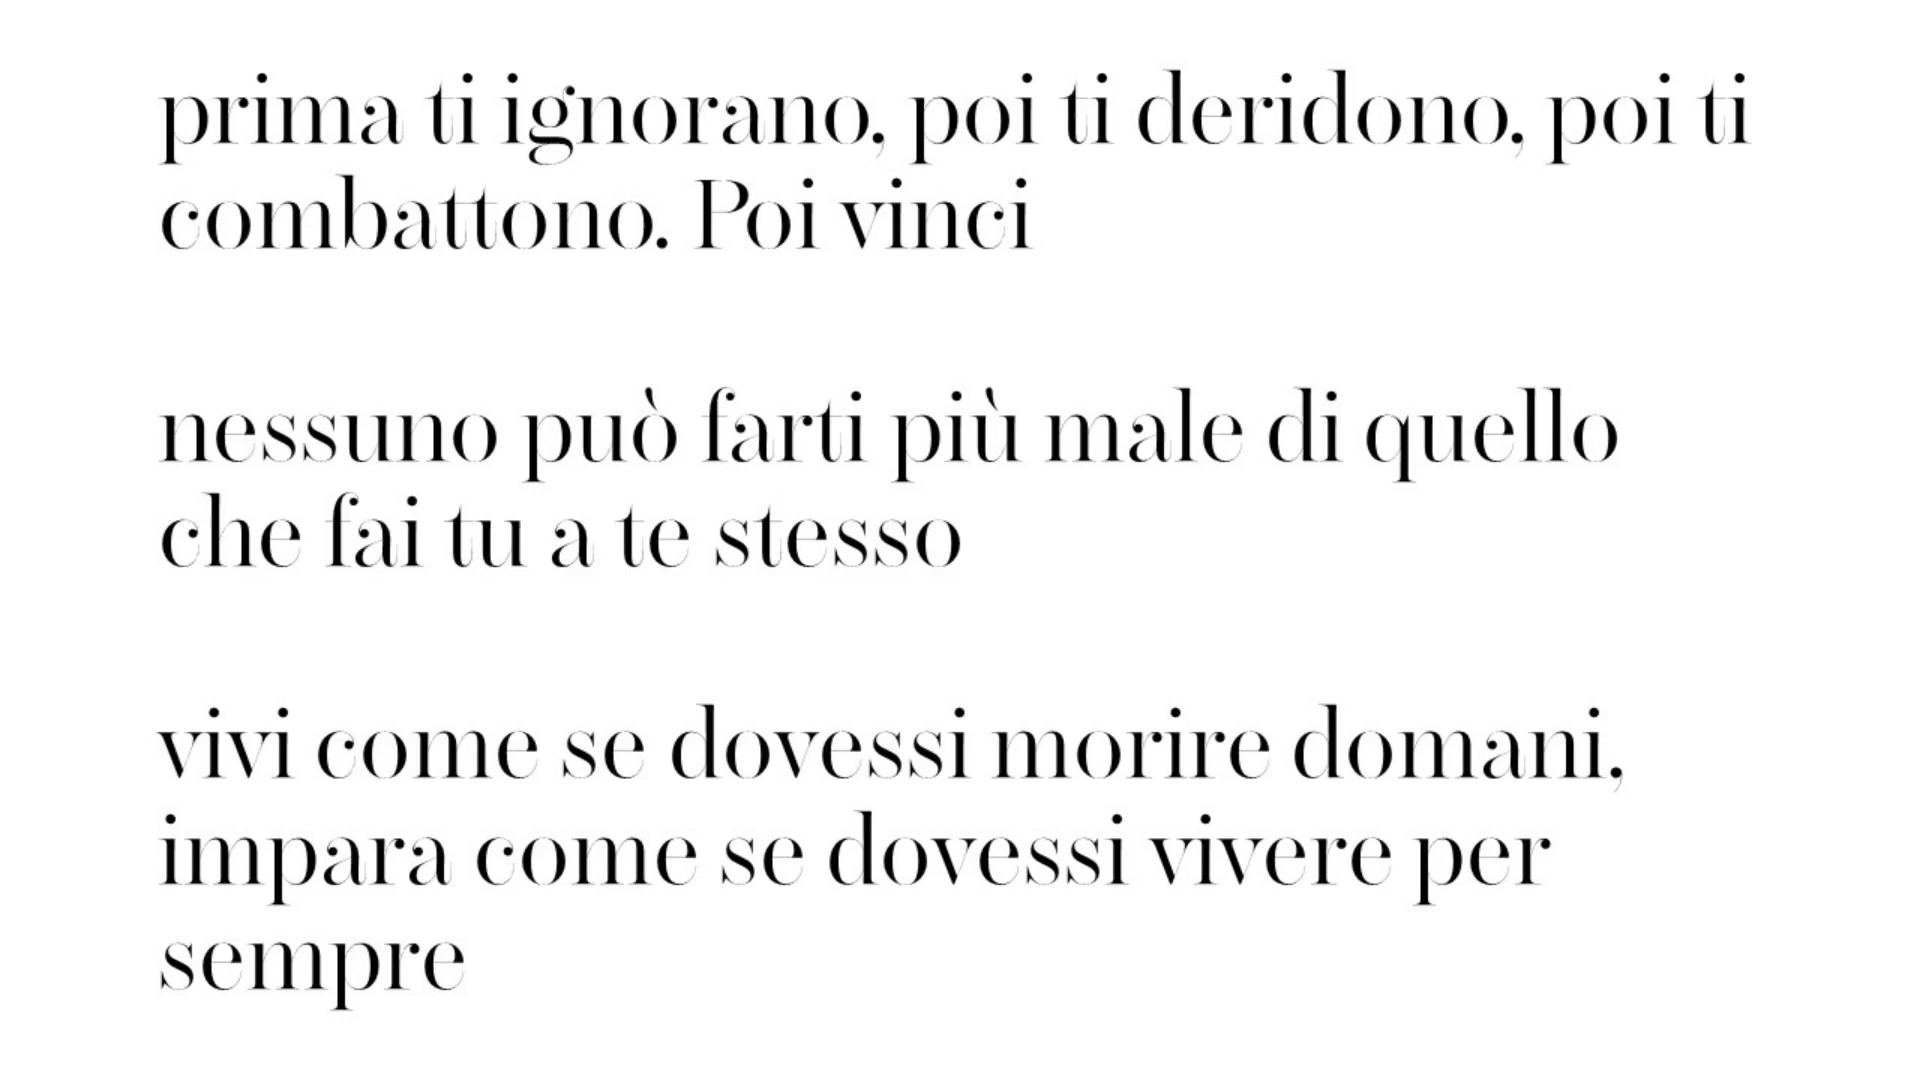 prima ti ignorano, poi ti deridono, poi ti
combattono. Poi vinci
nessuno può farti più male di quello
che fai tu a te stesso
vivi come se dovessi morire domani,
impara come se dovessi vivere per
sempre